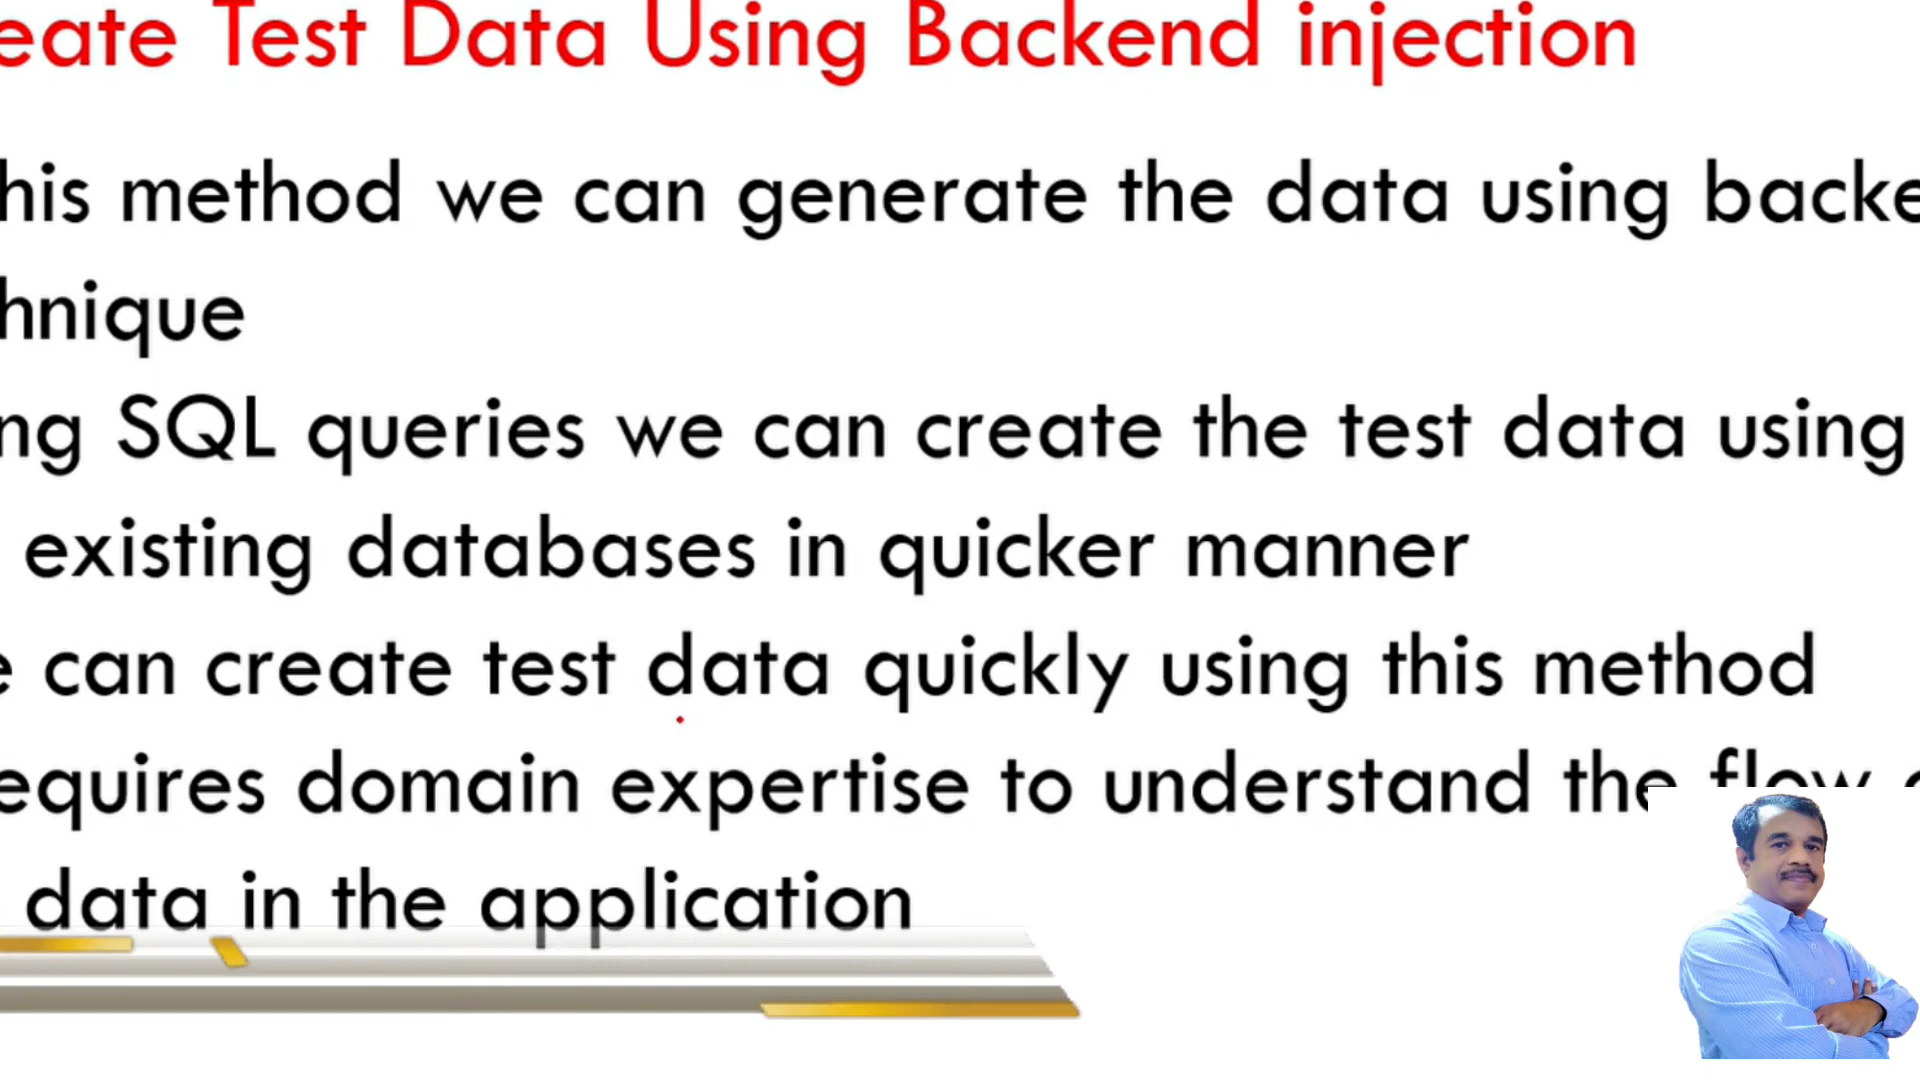 eate Test Data Using Backend injection
his method we can generate the data using backe
hnique
ng SQL queries we can create the test data using
existing databases in quicker manner
e can create test data quickly using this method
equires domain expertise to understand the flow
data in the application